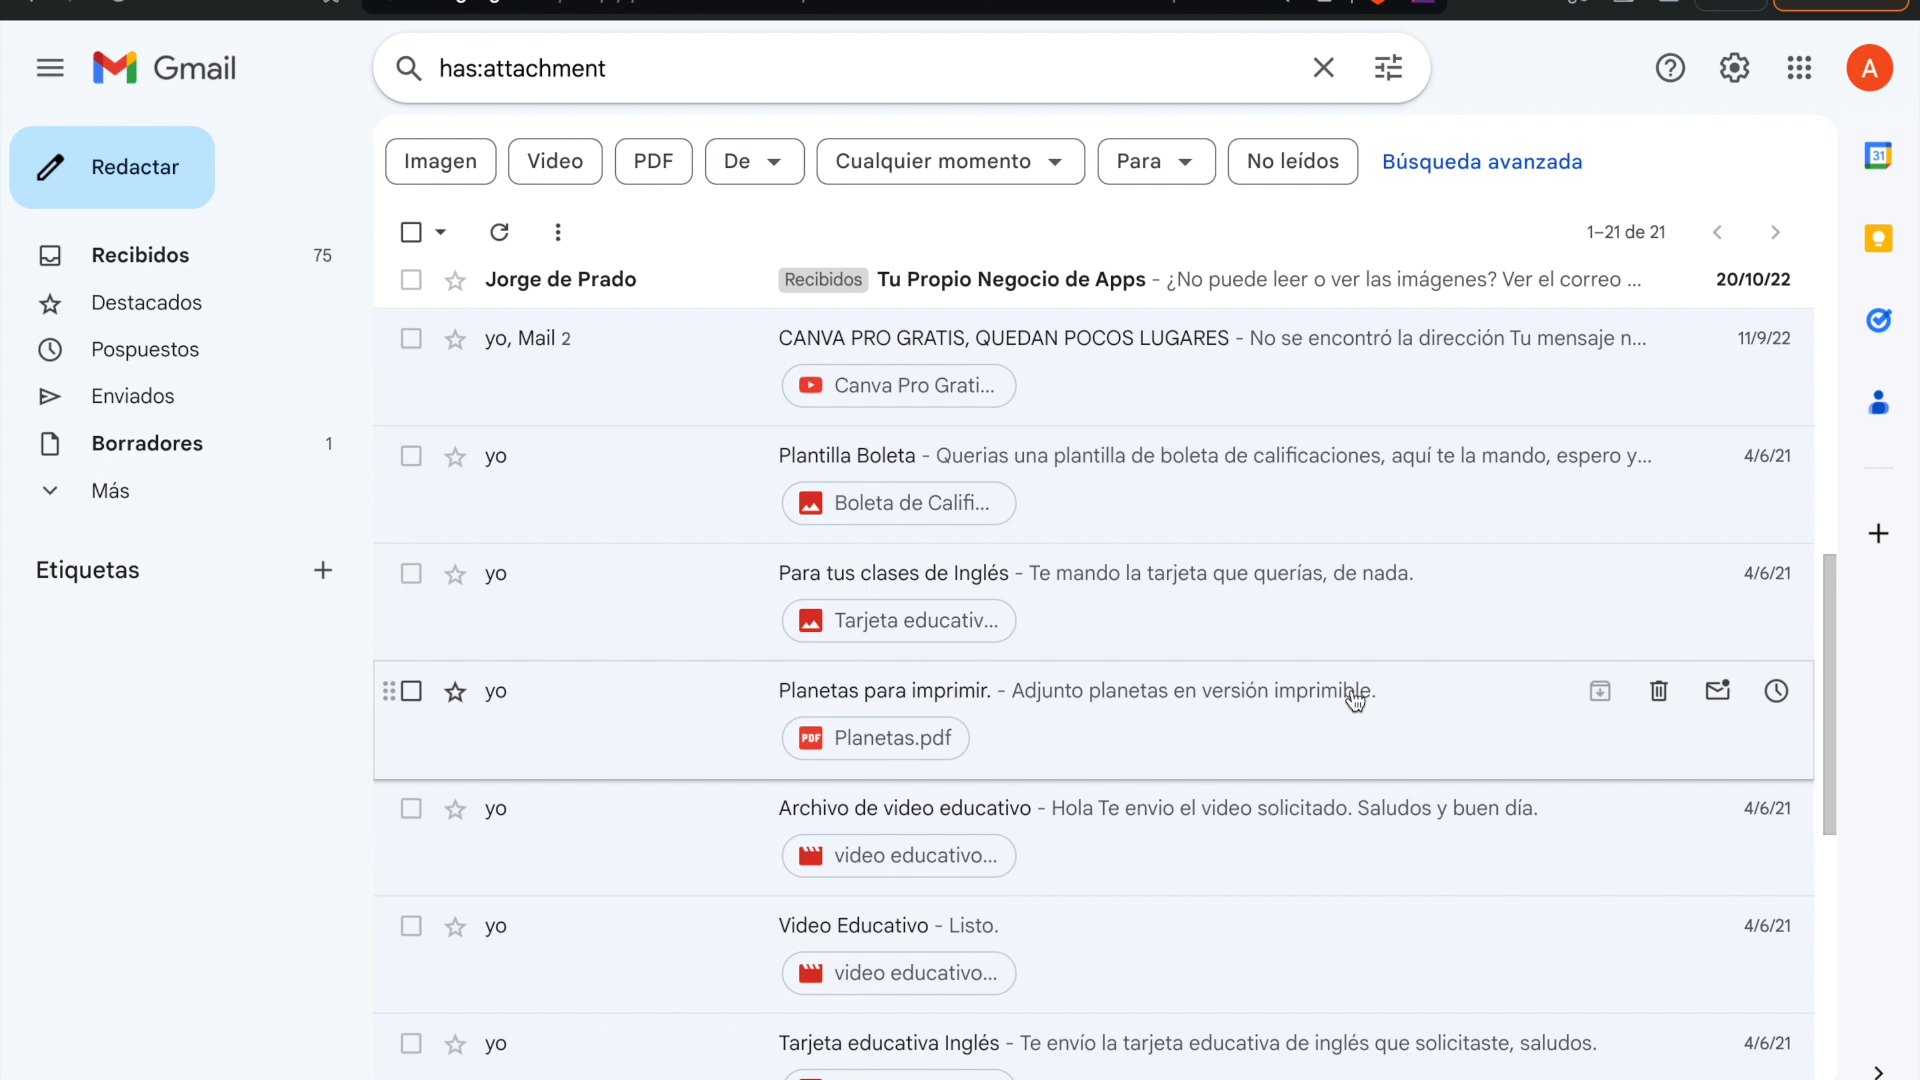 Gmail
has:attachment
A
Redactar
Imagen Video PDF De Cualquier momento Para No leídos Búsqueda avanzada
31
1–21 de 21
Recibidos 75
Destacados
Pospuestos
Enviados
Borradores 1
Más
Etiquetas
Jorge de Prado Recibidos Tu Propio Negocio de Apps - ¿No puede leer o ver las imágenes? Ver el correo ... 20/10/22
yo, Mail 2 CANVA PRO GRATIS, QUEDAN POCOS LUGARES - No se encontró la dirección Tu mensaje n... 11/9/22
Canva Pro Grati...
yo Plantilla Boleta - Querias una plantilla de boleta de calificaciones, aquí te la mando, espero y... 4/6/21
Boleta de Califi...
yo Para tus clases de Inglés - Te mando la tarjeta que querías, de nada. 4/6/21
Tarjeta educativ...
yo Planetas para imprimir. - Adjunto planetas en versión imprimible.
PDF Planetas.pdf
yo Archivo de video educativo - Hola Te envio el video solicitado. Saludos y buen día. 4/6/21
video educativo...
yo Video Educativo - Listo. 4/6/21
video educativo...
yo Tarjeta educativa Inglés - Te envío la tarjeta educativa de inglés que solicitaste, saludos. 4/6/21